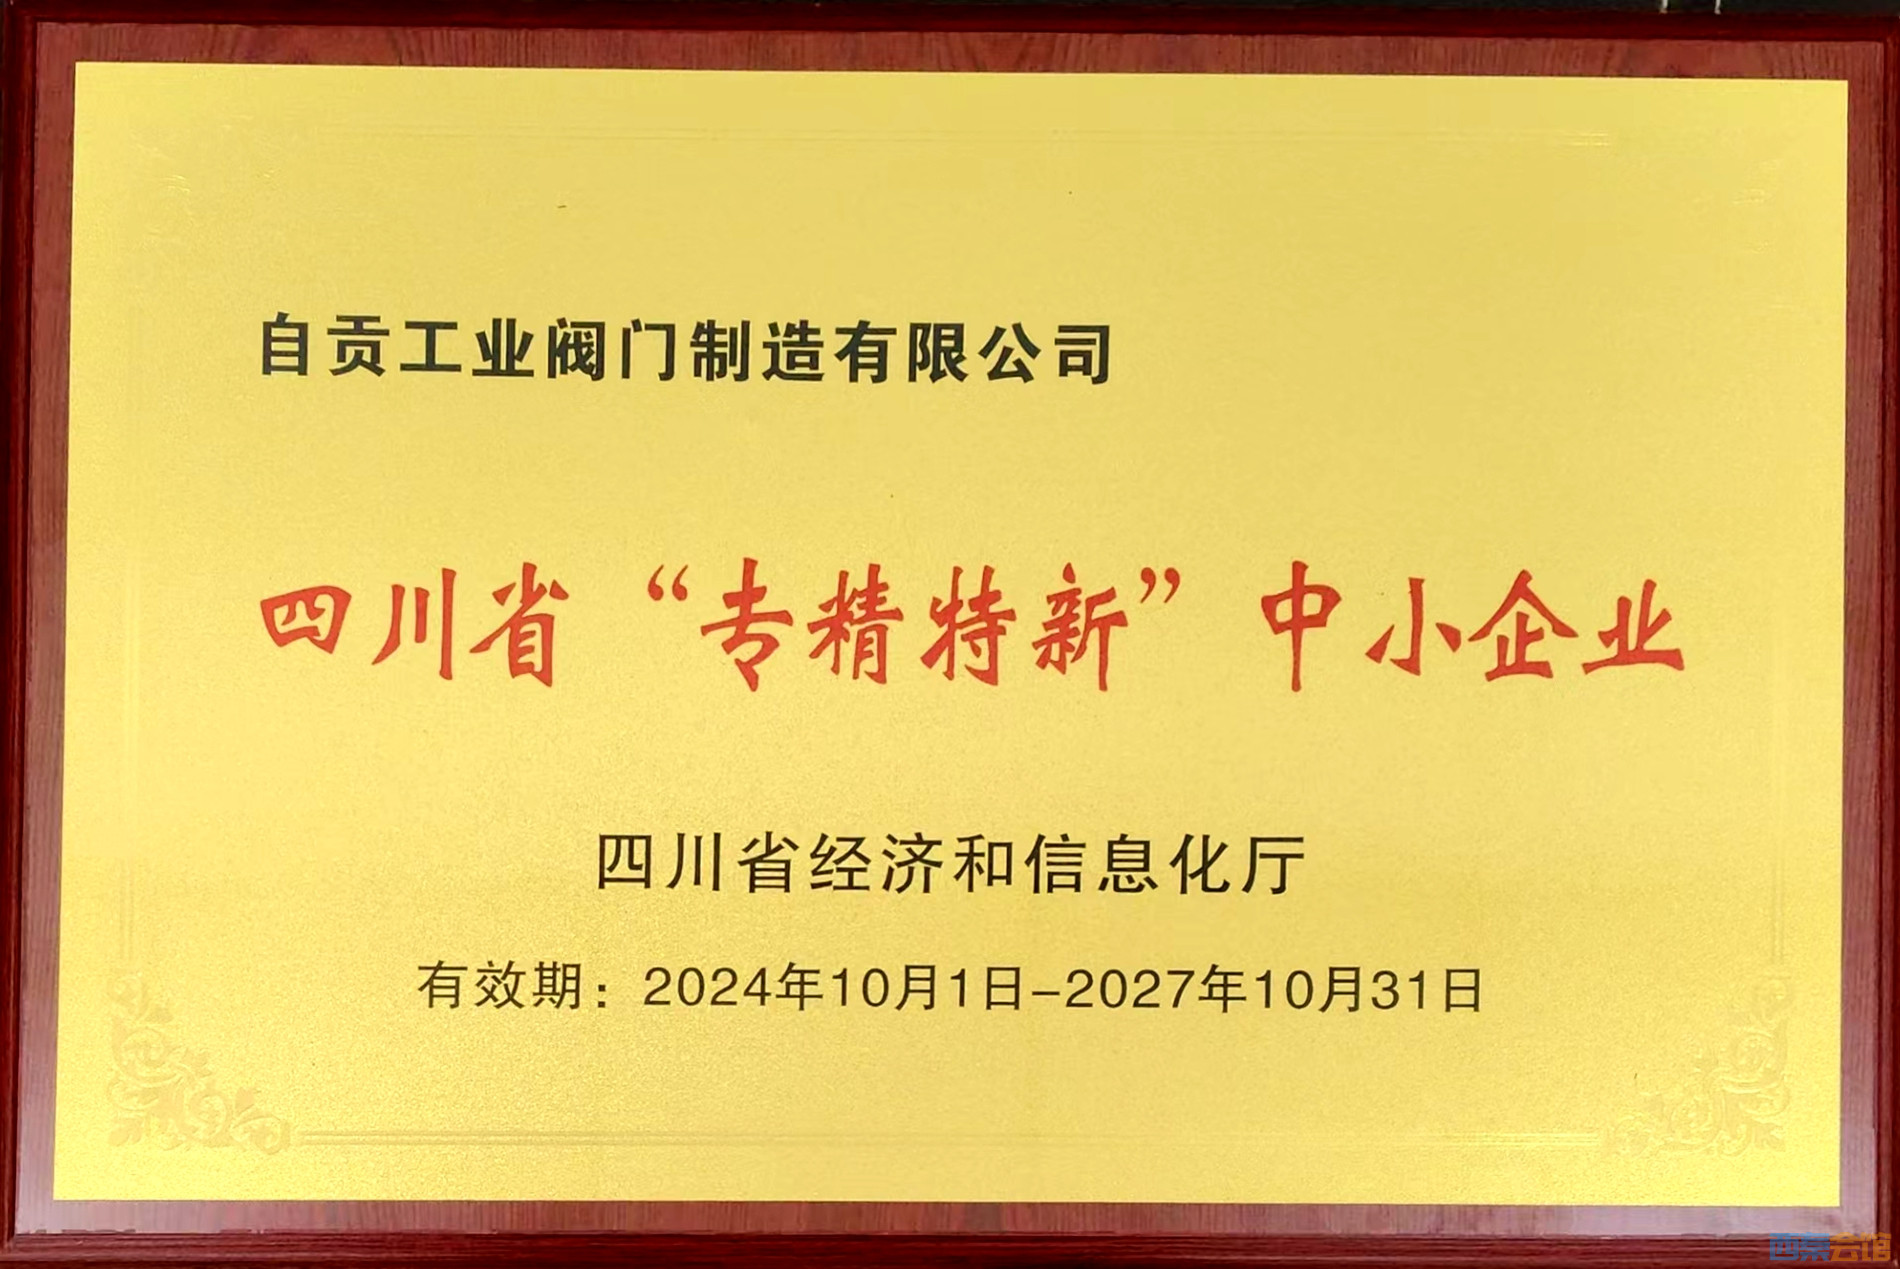 自贡工业阀门制造有限公司
四川省“专精特新”中小企业
四川省经济和信息化厅
有效期：2024年10月1日-2027年10月31日